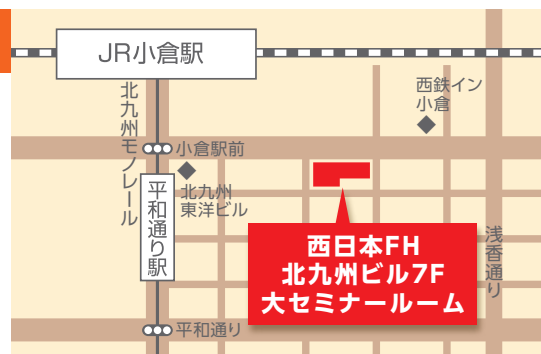 JR小倉駅
北九州モノレール
西鉄イン
小倉
小倉駅前
北九州
東洋ビル
平和通り駅
西日本FH
北九州ビル7F
大セミナールーム
浅香通り
平和通り